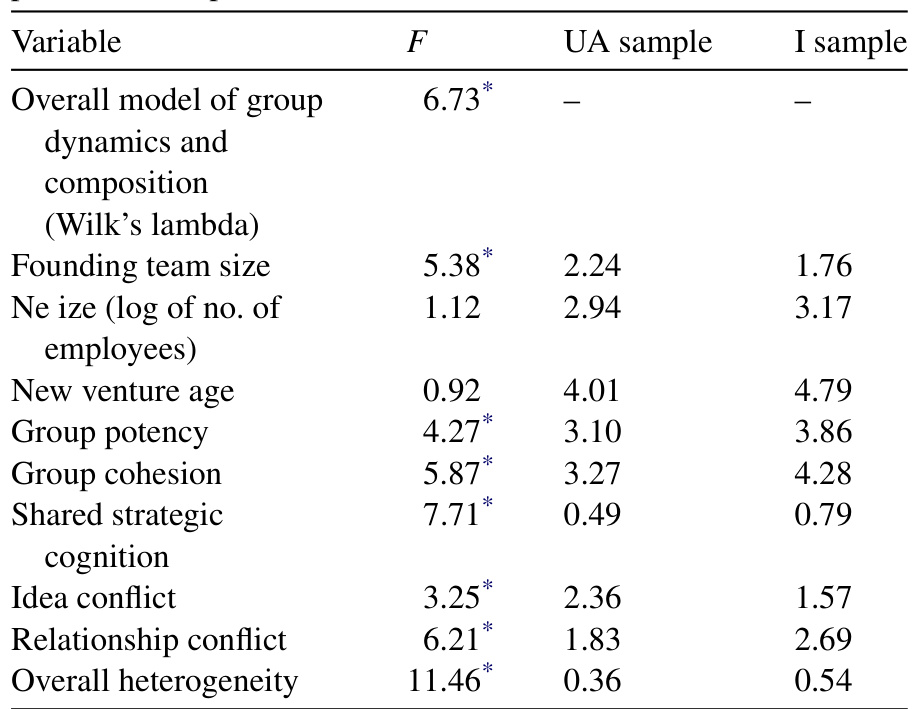 Variable F UA sample I sample
Overall model of group 6.73* – –
dynamics and
composition
(Wilk’s lambda)
Founding team size 5.38* 2.24 1.76
Ne ize (log of no. of 1.12 2.94 3.17
employees)
New venture age 0.92 4.01 4.79
Group potency 4.27* 3.10 3.86
Group cohesion 5.87* 3.27 4.28
Shared strategic 7.71* 0.49 0.79
cognition
Idea conflict 3.25* 2.36 1.57
Relationship conflict 6.21* 1.83 2.69
Overall heterogeneity 11.46* 0.36 0.54